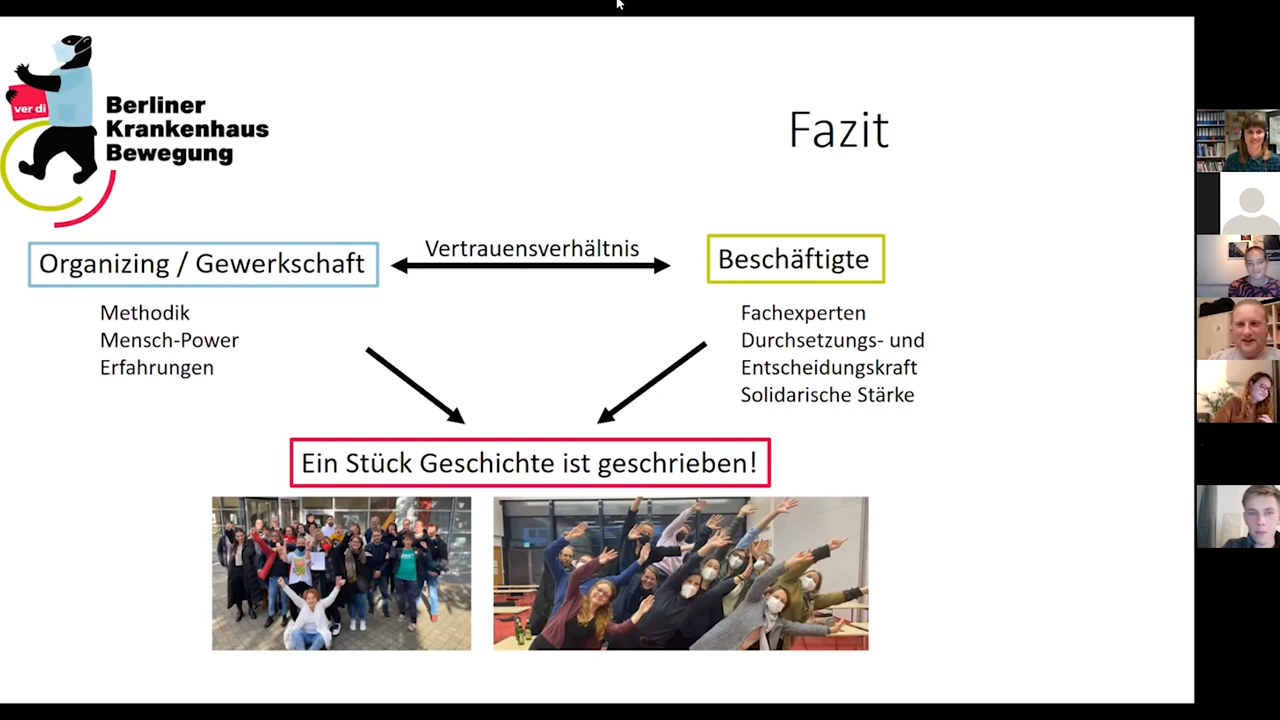 ver di
Berliner
Krankenhaus
Bewegung
Fazit
Organizing / Gewerkschaft
Vertrauensverhältnis
Beschäftigte
Methodik
Mensch-Power
Erfahrungen
Fachexperten
Durchsetzungs- und
Entscheidungskraft
Solidarische Stärke
Ein Stück Geschichte ist geschrieben!